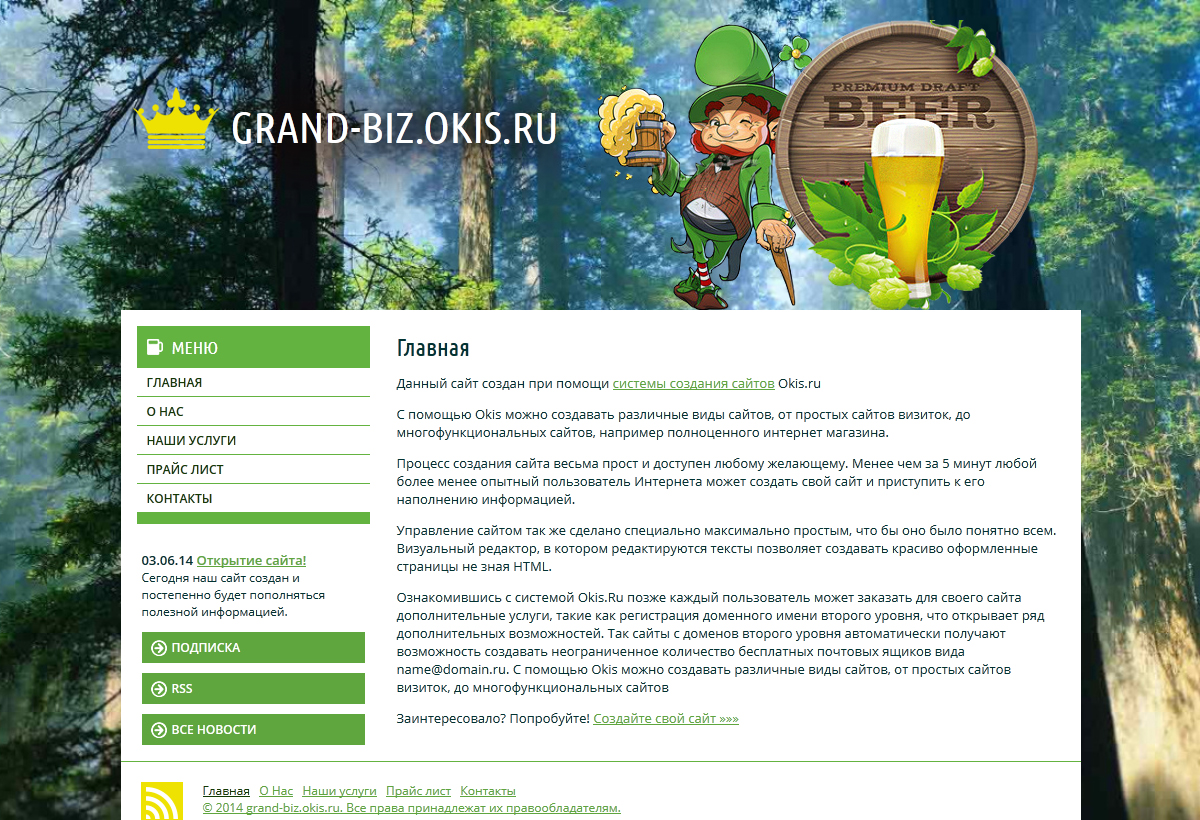 GRAND-BIZ.OKIS.RU
PREMIUM DRAFT
BEER
МЕНЮ
ГЛАВНАЯ
О НАС
НАШИ УСЛУГИ
ПРАЙС ЛИСТ
КОНТАКТЫ
03.06.14 Открытие сайта!
Сегодня наш сайт создан и
постепенно будет пополняться
полезной информацией.
ПОДПИСКА
RSS
ВСЕ НОВОСТИ
Главная
Данный сайт создан при помощи системы создания сайтов Okis.ru
С помощью Okis можно создавать различные виды сайтов, от простых сайтов визиток, до
многофункциональных сайтов, например полноценного интернет магазина.
Процесс создания сайта весьма прост и доступен любому желающему. Менее чем за 5 минут любой
более менее опытный пользователь Интернета может создать свой сайт и приступить к его
наполнению информацией.
Управление сайтом так же сделано специально максимально простым, что бы оно было понятно всем.
Визуальный редактор, в котором редактируются тексты позволяет создавать красиво оформленные
страницы не зная HTML.
Ознакомившись с системой Okis.Ru позже каждый пользователь может заказать для своего сайта
дополнительные услуги, такие как регистрация доменного имени второго уровня, что открывает ряд
дополнительных возможностей. Так сайты с доменов второго уровня автоматически получают
возможность создавать неограниченное количество бесплатных почтовых ящиков вида
name@domain.ru. С помощью Okis можно создавать различные виды сайтов, от простых сайтов
визиток, до многофункциональных сайтов
Заинтересовало? Попробуйте! Создайте свой сайт »»»
Главная О Нас Наши услуги Прайс лист Контакты
© 2014 grand-biz.okis.ru. Все права принадлежат их правообладателям.